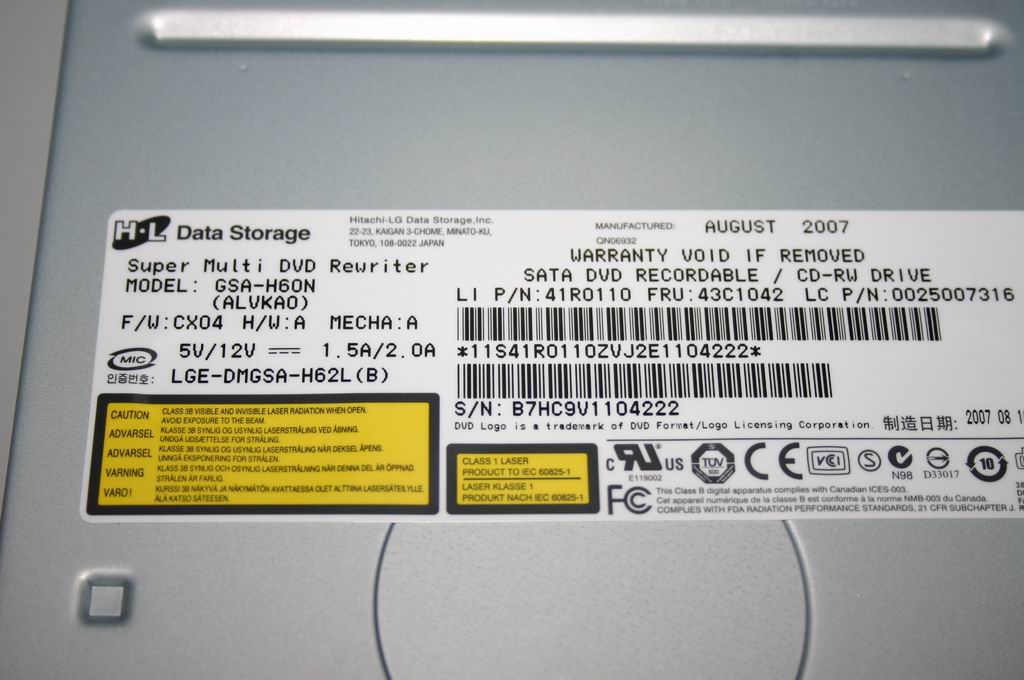 H·L Data Storage
Hitachi-LG Data Storage,Inc.
22-23, KAIGAN 3-CHOME, MINATO-KU,
TOKYO, 108-0022 JAPAN
Super Multi DVD Rewriter
MODEL: GSA-H60N
(ALVKA0)
F/W:CX04 H/W:A MECHA:A
5V/12V 1.5A/2.0A
MIC
인증번호: LGE-DMGSA-H62L(B)
MANUFACTURED: AUGUST 2007
QN06932
WARRANTY VOID IF REMOVED
SATA DVD RECORDABLE / CD-RW DRIVE
LI P/N:41R0110 FRU:43C1042 LC P/N:0025007316
*11S41R0110ZVJ2E1104222*
S/N: B7HC9V1104222
DVD Logo is a trademark of DVD Format/Logo Licensing Corporation.
制造日期: 2007 08
CAUTION CLASS 3B VISIBLE AND INVISIBLE LASER RADIATION WHEN OPEN.
AVOID EXPOSURE TO THE BEAM.
ADVARSEL KLASSE 3B SYNLIG OG USYNLIG LASERSTRÅLING VED ÅBNING.
UNDGÅ UDSÆTTELSE FOR STRÅLING.
ADVARSEL KLASSE 3B SYNLIG OG USYNLIG LASERSTRÅLING NÅR DEKSEL ÅPENS.
UNNGÅ EKSPONERING FOR STRÅLEN.
VARNING KLASS 3B SYNLIG OCH OSYNLIG LASERSTRÅLNING NÄR DENNA DEL ÄR ÖPPNAD.
STRÅLEN ÄR FARLIG.
VARO! KURSSI 3B NÄKYVÄ JA NÄKYMÄTÖN AVATTAESSA OLET ALTTIINA LASERSÄTEILYLLE.
ÄLÄ KATSO SÄTEESEEN.
CLASS 1 LASER
PRODUCT TO IEC 60825-1
LASER KLASSE 1
PRODUKT NACH IEC 60825-1
c RU US
E119002
TÜV
CE
VCI
S
N98
D33017
10
FC
This Class B digital apparatus complies with Canadian ICES-003.
Cet appareil numérique de la classe B est conforme à la norme NMB-003 du Canada.
COMPLIES WITH FDA RADIATION PERFORMANCE STANDARDS, 21 CFR SUBCHAPTER J.